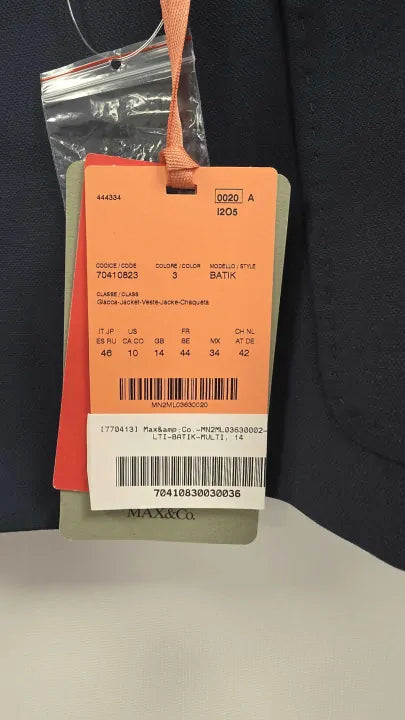 444334 0020 A
I2O5
CODICE / CODE COLORE / COLOR MODELLO / STYLE
70410823 3 BATIK
CLASSE / CLASS
Giacca-Jacket-Veste-Jacke-Chaqueta
IT JP US FR CH NL
ES RU CA CO GB BE MX AT DE
46 10 14 44 34 42
MN2ML03630020
[770413] Max&amp;Co.-MN2ML03630002-
LTI-BATIK-MULTI, 14
70410830030036
MAX&Co.